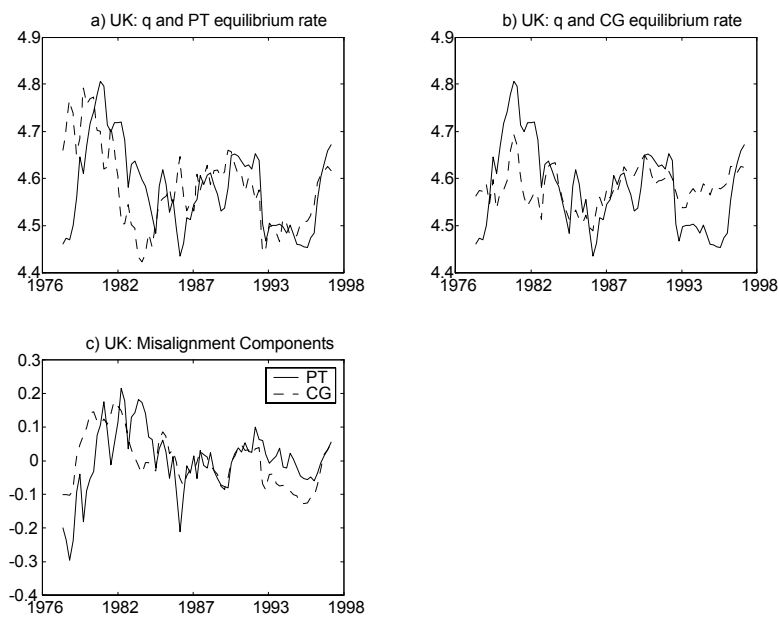 a) UK: q and PT equilibrium rate
4.9
4.8
4.7
4.6
4.5
4.4
1976 1982 1987 1993 1998
b) UK: q and CG equilibrium rate
4.9
4.8
4.7
4.6
4.5
4.4
1976 1982 1987 1993 1998
c) UK: Misalignment Components
0.3
0.2
0.1
0
-0.1
-0.2
-0.3
-0.4
PT
CG
1976 1982 1987 1993 1998